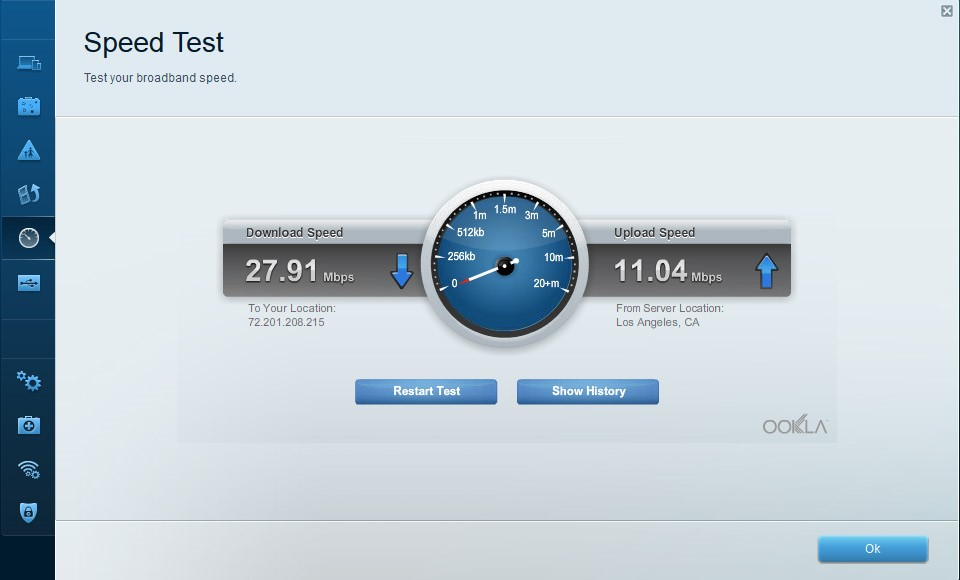 Speed Test
Test your broadband speed.
Download Speed
27.91 Mbps
To Your Location:
72.201.208.215
0
256kb
512kb
1m
1.5m
3m
5m
10m
20+m
Upload Speed
11.04 Mbps
From Server Location:
Los Angeles, CA
Restart Test
Show History
OOKLA
Ok